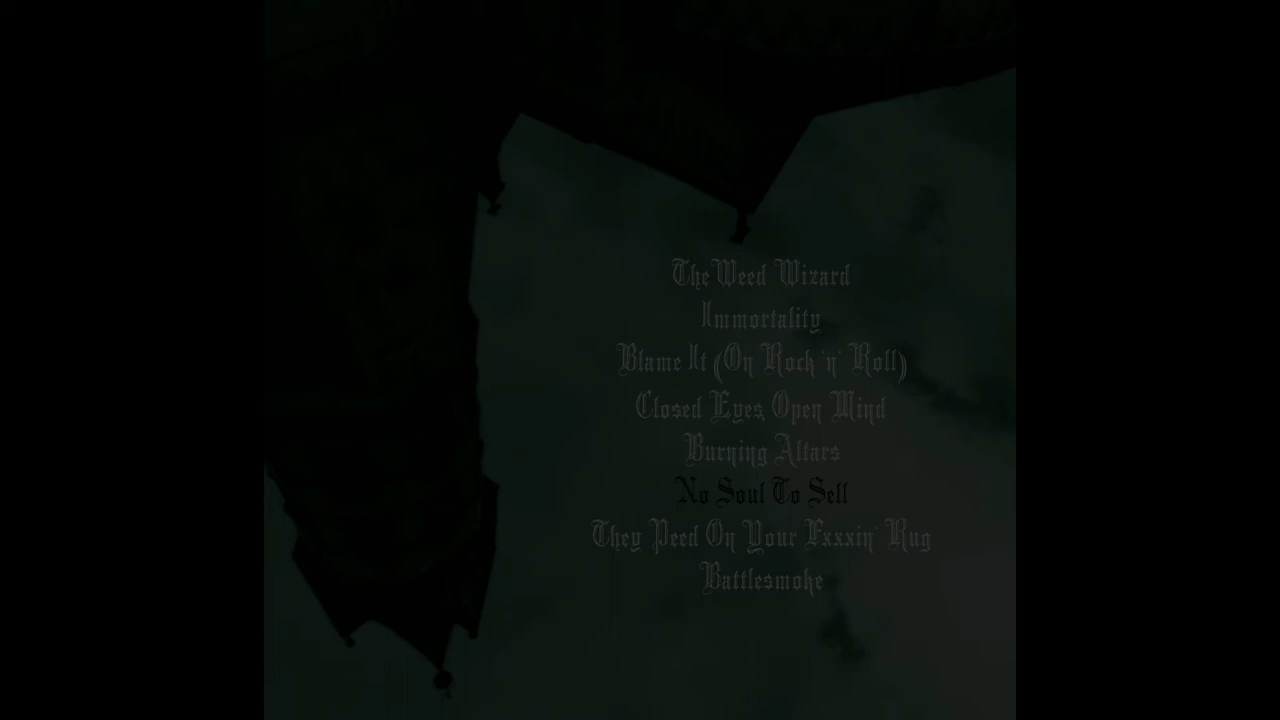 The Weed Wizard
Immortality
Blame It (On Rock 'n' Roll)
Closed Eyes, Open Mind
Burning Altars
No Soul To Sell
They Peed On Your Fxxxin' Rug
Battlesmoke